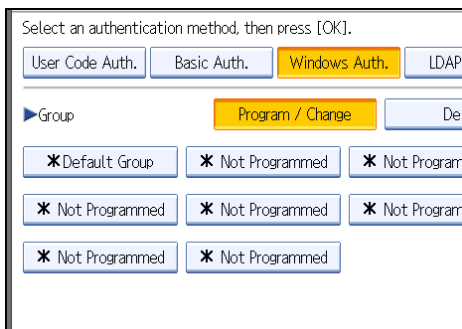 Select an authentication method, then press [OK].
User Code Auth. Basic Auth. Windows Auth. LDAP
▶Group Program / Change De
*Default Group * Not Programmed * Not Program
* Not Programmed * Not Programmed * Not Program
* Not Programmed * Not Programmed